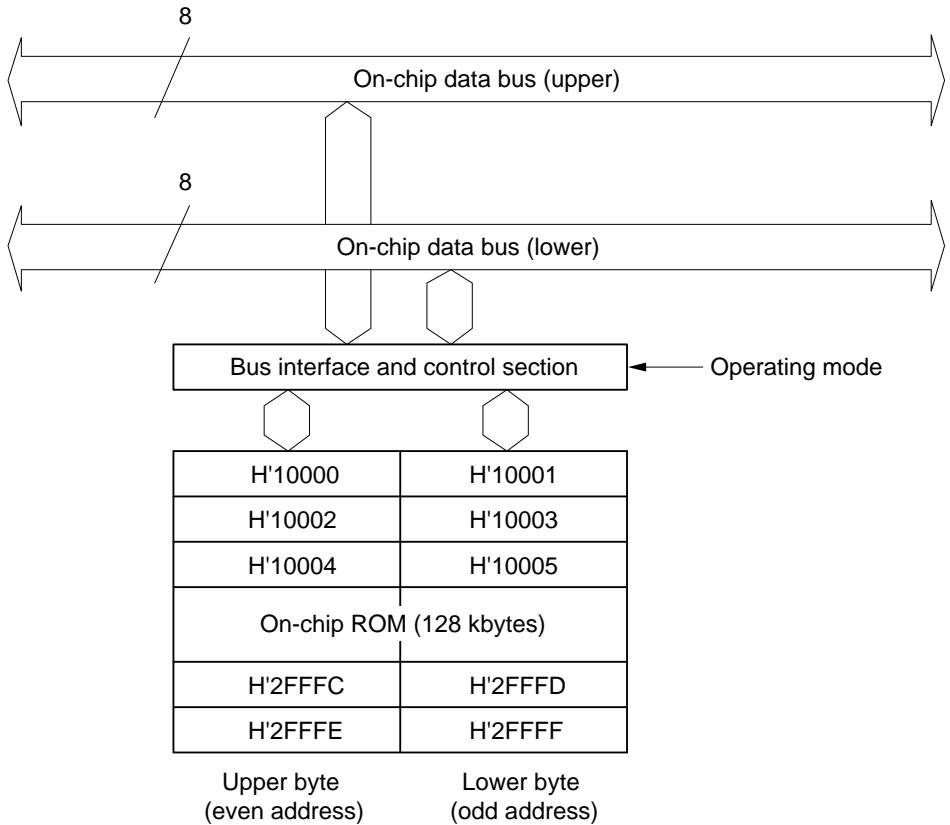 8
On-chip data bus (upper)
8
On-chip data bus (lower)
Bus interface and control section
Operating mode
H'10000 H'10001
H'10002 H'10003
H'10004 H'10005
On-chip ROM (128 kbytes)
H'2FFFC H'2FFFD
H'2FFFE H'2FFFF
Upper byte Lower byte
(even address) (odd address)